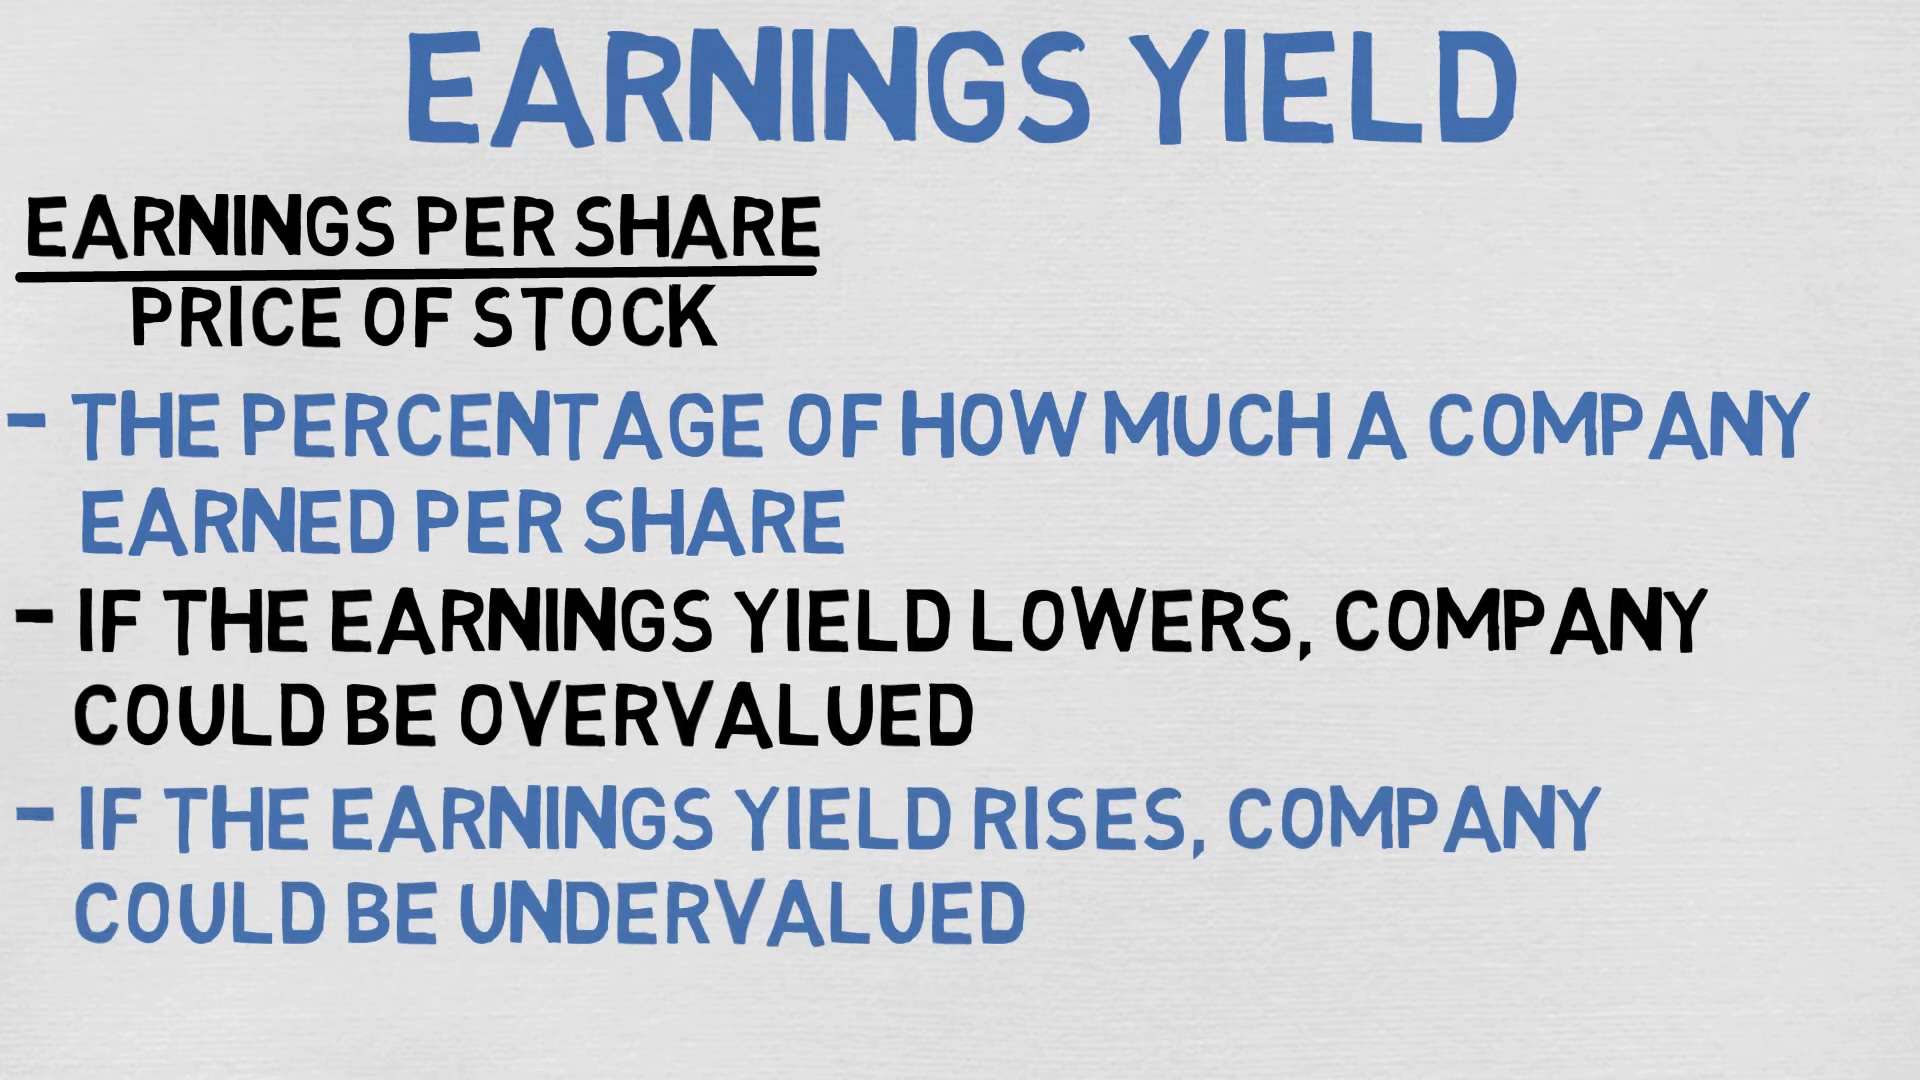 EARNINGS YIELD
EARNINGS PER SHARE
PRICE OF STOCK
- THE PERCENTAGE OF HOW MUCH A COMPANY
EARNED PER SHARE
- IF THE EARNINGS YIELD LOWERS, COMPANY
COULD BE OVERVALUED
- IF THE EARNINGS YIELD RISES, COMPANY
COULD BE UNDERVALUED